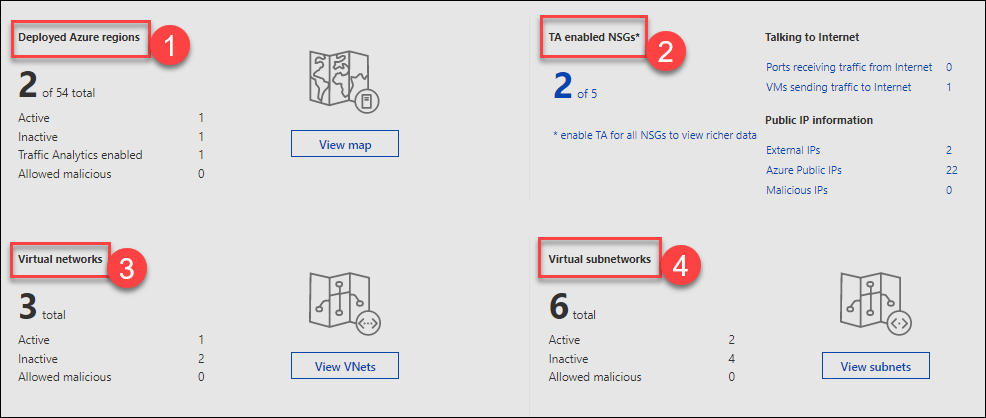 Deployed Azure regions
1
2 of 54 total
Active 1
Inactive 1
Traffic Analytics enabled 1
Allowed malicious 0
View map
TA enabled NSGs*
2
2 of 5
* enable TA for all NSGs to view richer data
Talking to Internet
Ports receiving traffic from Internet 0
VMs sending traffic to Internet 1
Public IP information
External IPs 2
Azure Public IPs 22
Malicious IPs 0
Virtual networks
3
3 total
Active 1
Inactive 2
Allowed malicious 0
View VNets
Virtual subnetworks
4
6 total
Active 2
Inactive 4
Allowed malicious 0
View subnets